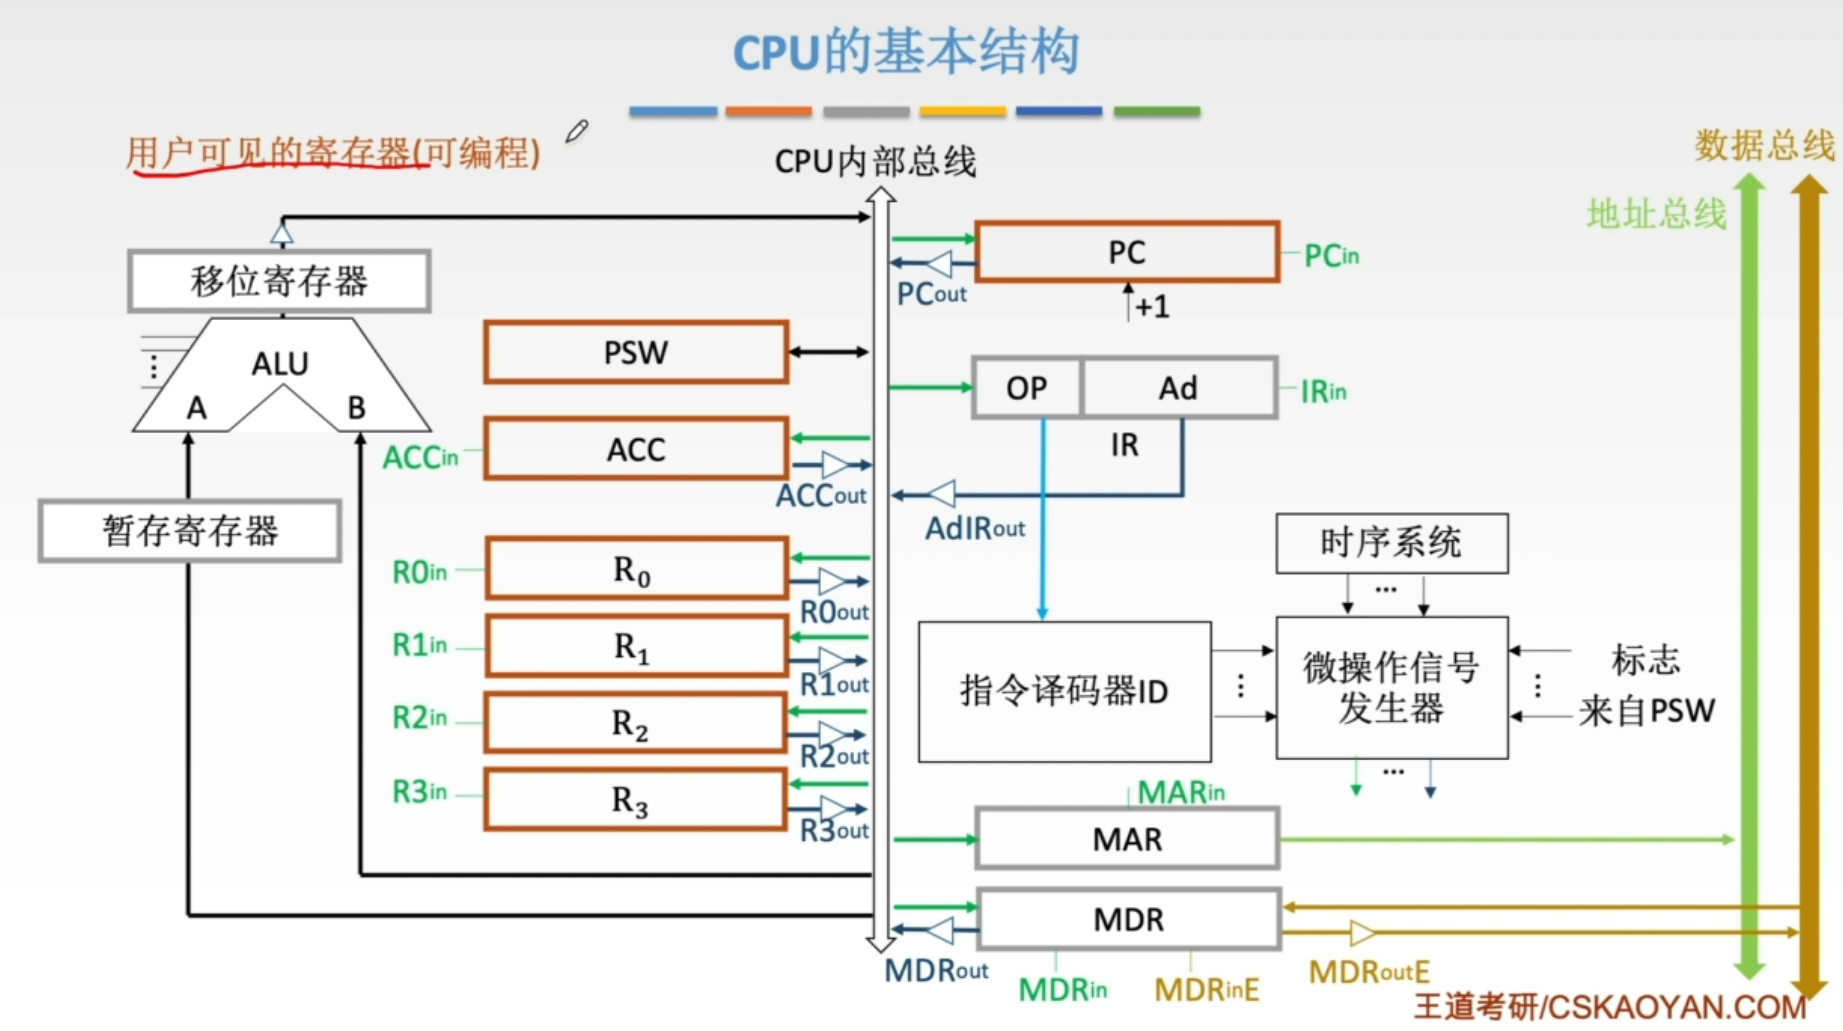 CPU的基本结构
用户可见的寄存器(可编程)
CPU内部总线
数据总线
地址总线
移位寄存器
ALU
A
B
暂存寄存器
PSW
ACCin
ACC
ACCout
R0in
R₀
R0out
R1in
R₁
R1out
R2in
R₂
R2out
R3in
R₃
R3out
PC
PCin
PCout
+1
OP
Ad
IRin
IR
AdIRout
时序系统
...
指令译码器ID
⋮
微操作信号
发生器
⋮
标志
来自PSW
...
MARin
MAR
MDR
MDRout
MDRin
MDRinE
MDRoutE
王道考研/CSKAOYAN.COM